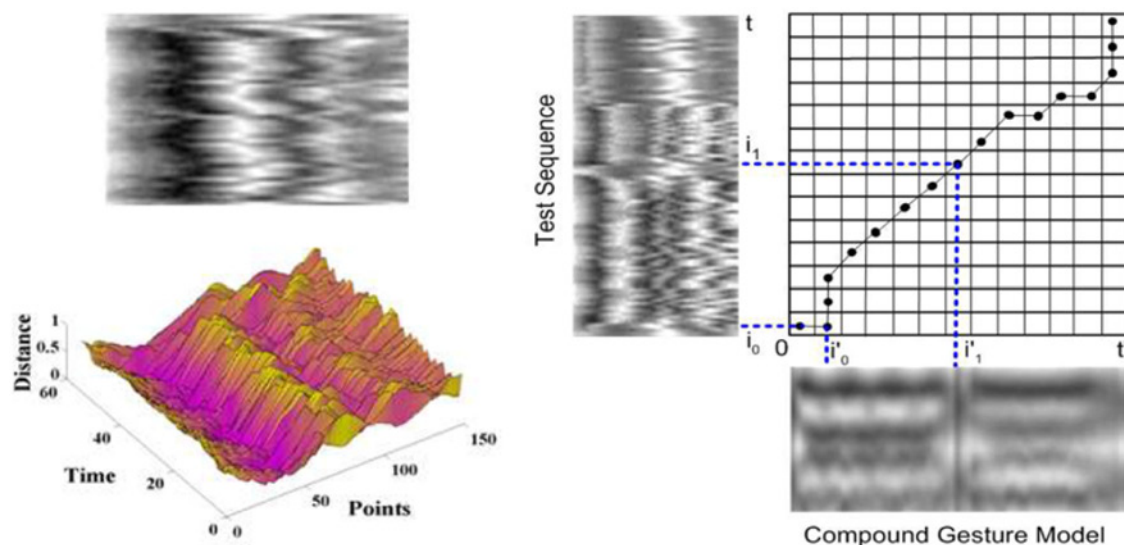 Distance
1
0.5
0
60
40
20
0
Time
0
50
100
150
Points
Test Sequence
t
i₁
i₀
0
i'₀
i'₁
t
Compound Gesture Model